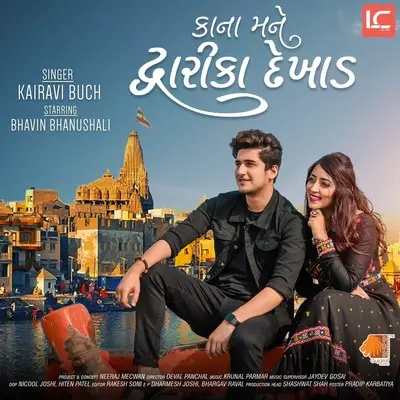 કાના મને
દ્વારીકા દેખાડ
LC
SINGER
KAIRAVI BUCH
STARRING
BHAVIN BHANUSHALI
PROJECT & CONCEPT NEERAJ MECWAN DIRECTOR DEVAL PANCHAL MUSIC KRUNAL PARMAR MUSIC SUPERVISOR JAYDEV GOSAI
DOP NICOOL JOSHI, HITEN PATEL EDITOR RAKESH SONI E P DHARMESH JOSHI, BHARGAV RAVAL PRODUCTION HEAD SHASHWAT SHAH POSTER PRADIP KARBATIYA